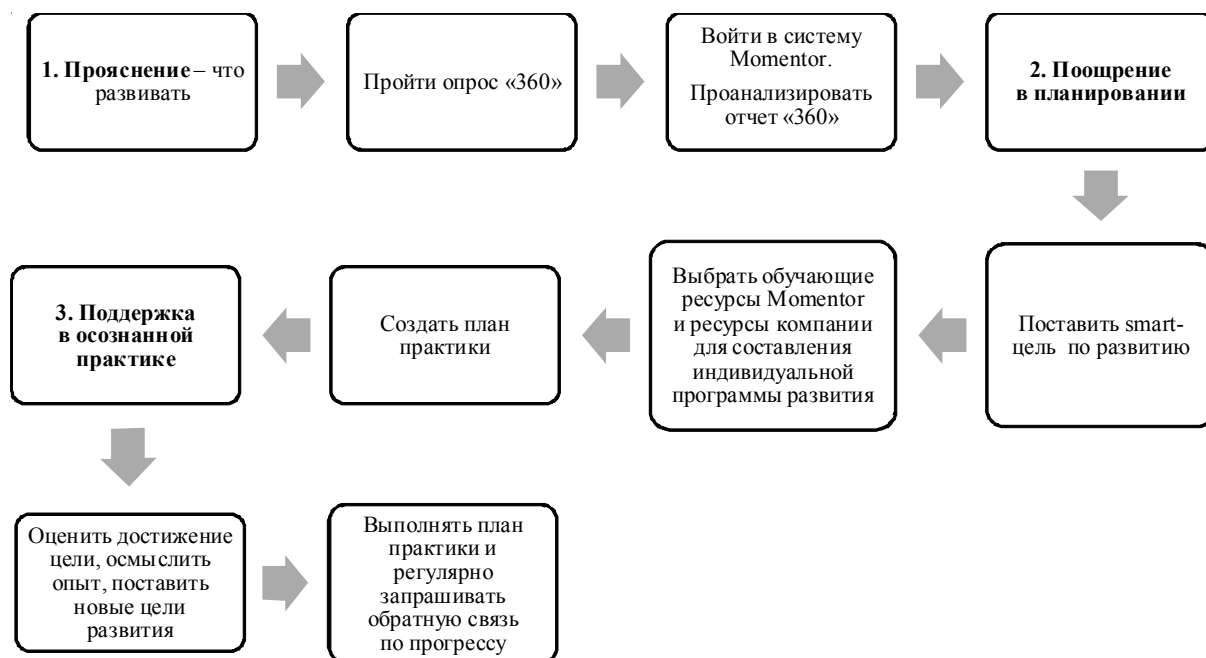 1. Прояснение – что
развивать
Пройти опрос «360»
Войти в систему
Momentor.
Проанализировать
отчет «360»
2. Поощрение
в планировании
Поставить smart-
цель по развитию
Выбрать обучающие
ресурсы Momentor
и ресурсы компании
для составления
индивидуальной
программы развития
Создать план
практики
3. Поддержка
в осознанной
практике
Оценить достижение
цели, осмыслить
опыт, поставить
новые цели
развития
Выполнять план
практики и
регулярно
запрашивать
обратную связь
по прогрессу